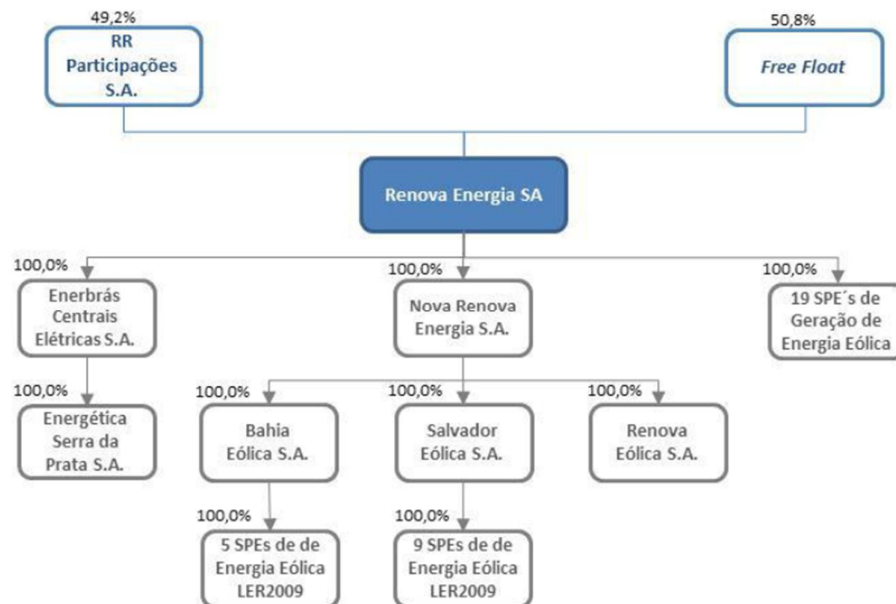 49,2%
RR
Participações
S.A.
50,8%
Free Float
Renova Energia SA
100,0%
Enerbrás
Centrais
Elétricas S.A.
100,0%
Nova Renova
Energia S.A.
100,0%
19 SPE´s de
Geração de
Energia Eólica
100,0%
Energética
Serra da
Prata S.A.
100,0%
Bahia
Eólica S.A.
100,0%
Salvador
Eólica S.A.
100,0%
Renova
Eólica S.A.
100,0%
5 SPEs de de
Energia Eólica
LER2009
100,0%
9 SPEs de de
Energia Eólica
LER2009